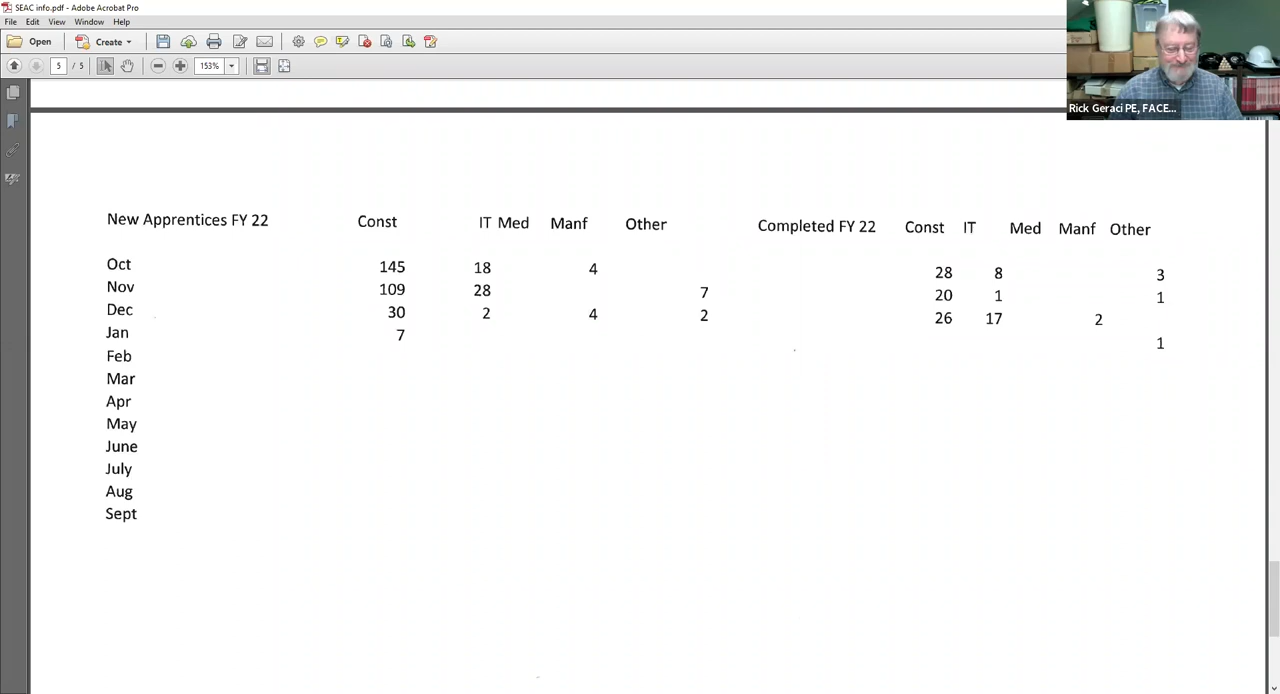 SEAC info.pdf - Adobe Acrobat Pro
File Edit View Window Help
Open Create
5 / 5 153%
Rick Geraci PE, FACE...
New Apprentices FY 22 Const IT Med Manf Other Completed FY 22 Const IT Med Manf Other
Oct 145 18 4 28 8 3
Nov 109 28 7 20 1 1
Dec 30 2 4 2 26 17 2
Jan 7 1
Feb
Mar
Apr
May
June
July
Aug
Sept